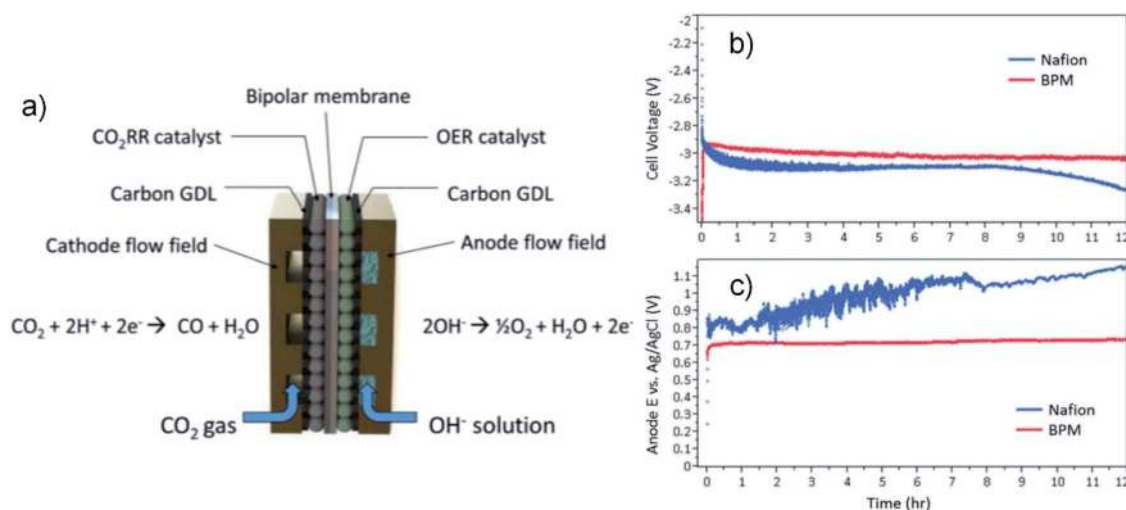 a)
Bipolar membrane
CO₂RR catalyst
OER catalyst
Carbon GDL
Carbon GDL
Cathode flow field
Anode flow field
CO₂ + 2H⁺ + 2e⁻ → CO + H₂O
2OH⁻ → ½O₂ + H₂O + 2e⁻
CO₂ gas
OH⁻ solution
b)
Cell Voltage (V)
-2
-2.2
-2.4
-2.6
-2.8
-3
-3.2
-3.4
Nafion
BPM
0 1 2 3 4 5 6 7 8 9 10 11 12
c)
Anode E vs. Ag/AgCl (V)
1.1
1
0.9
0.8
0.7
0.6
0.5
0.4
0.3
0.2
0.1
0
Nafion
BPM
0 1 2 3 4 5 6 7 8 9 10 11 12
Time (hr)